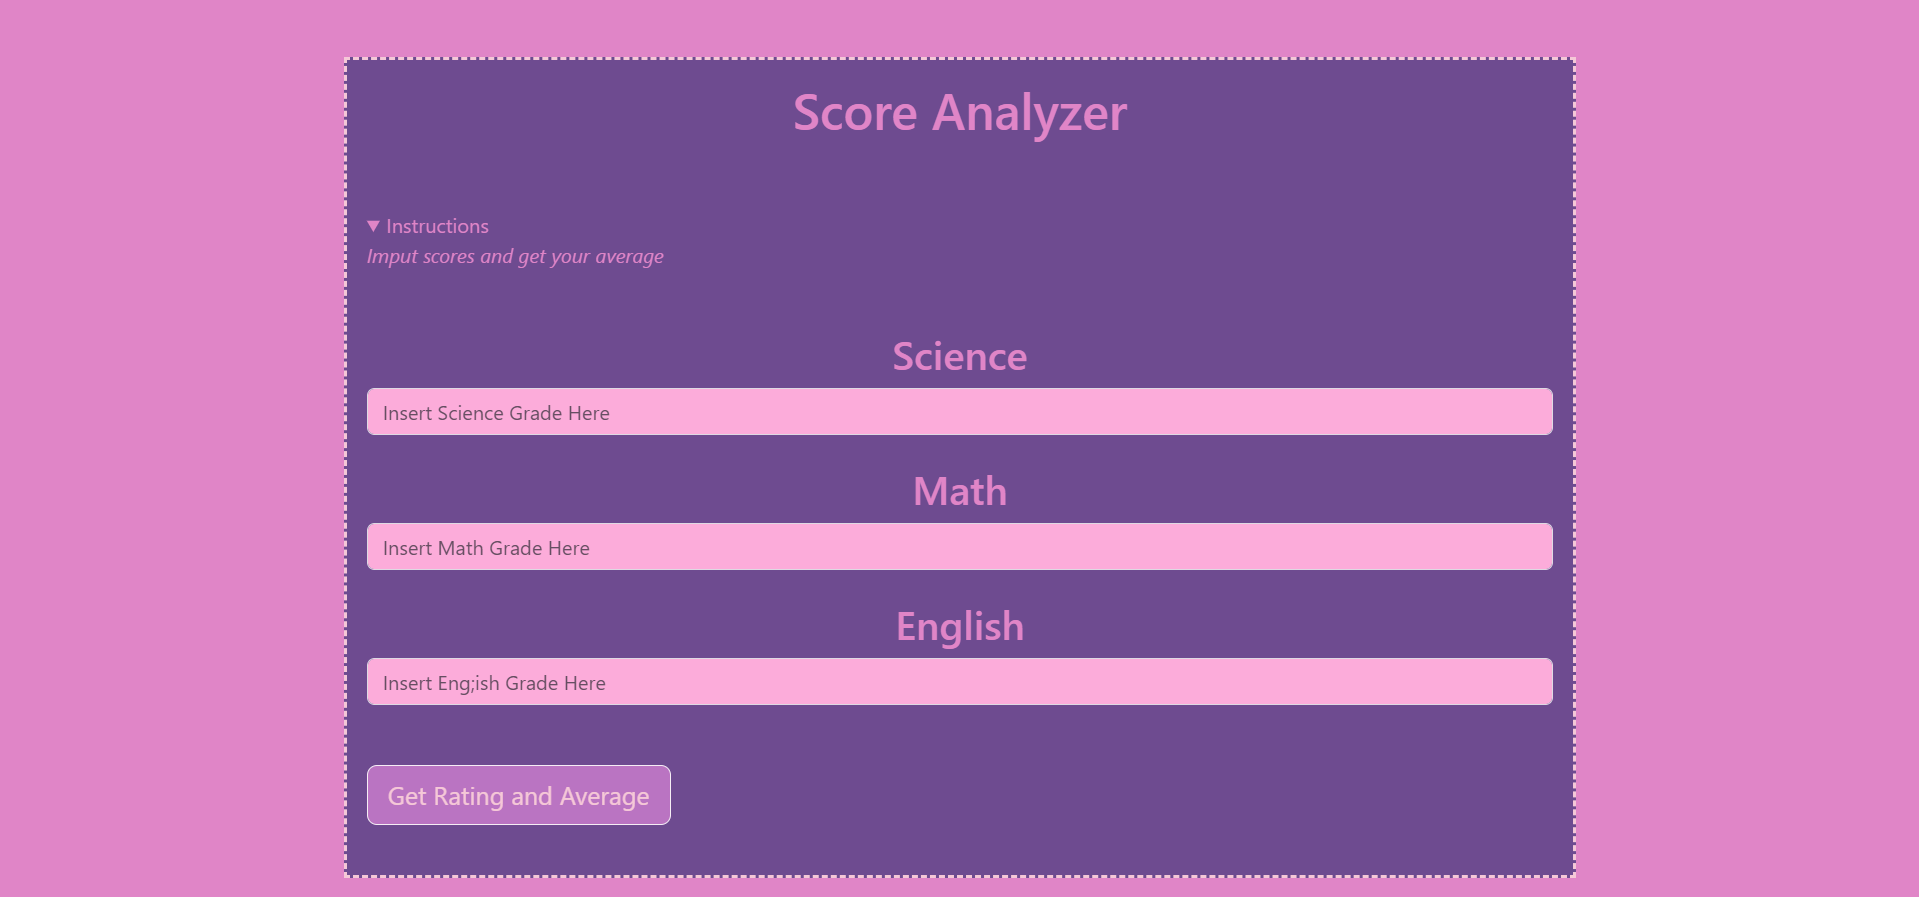 Score Analyzer
Instructions
Imput scores and get your average
Science
Insert Science Grade Here
Math
Insert Math Grade Here
English
Insert Eng;ish Grade Here
Get Rating and Average